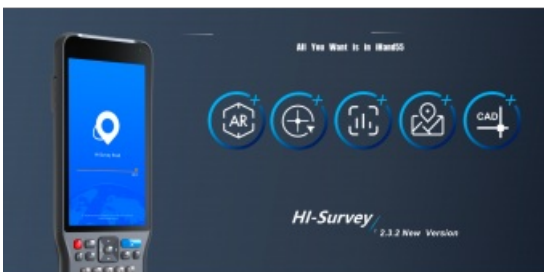 All You Want is in iHand55
AR
CAD
HI-Survey
2.3.2 New Version